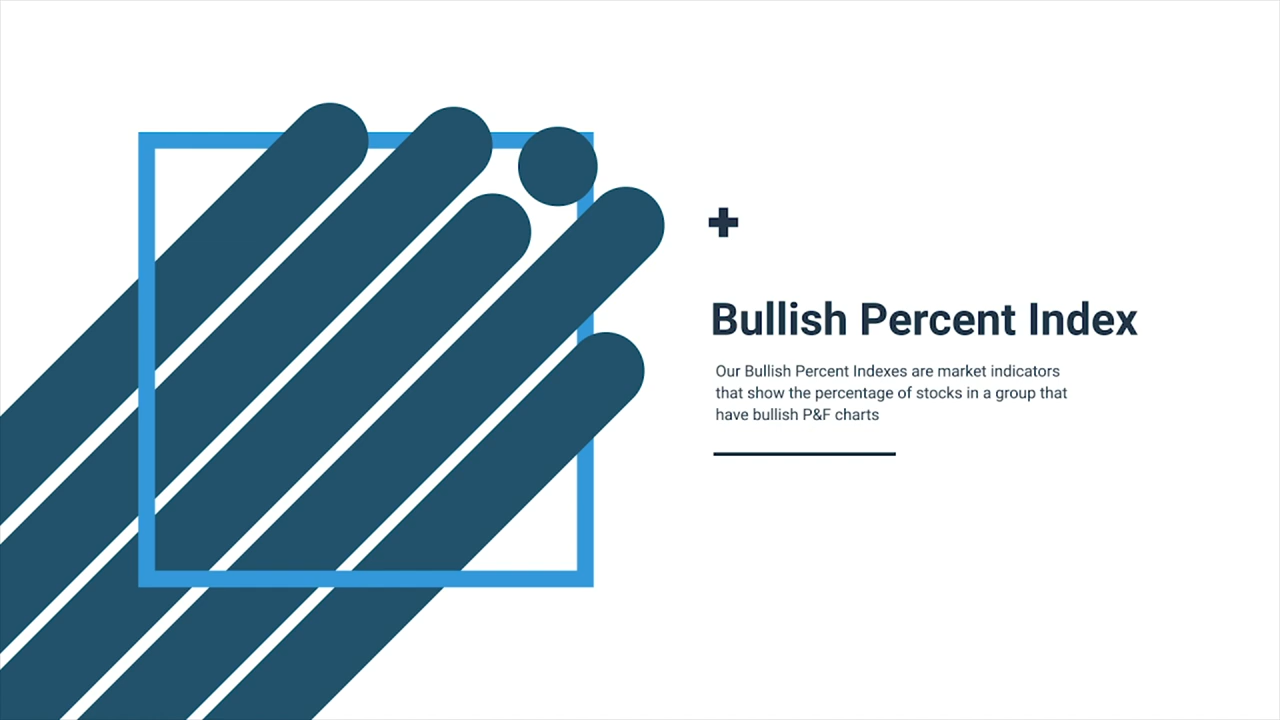 Bullish Percent Index
Our Bullish Percent Indexes are market indicators
that show the percentage of stocks in a group that
have bullish P&F charts